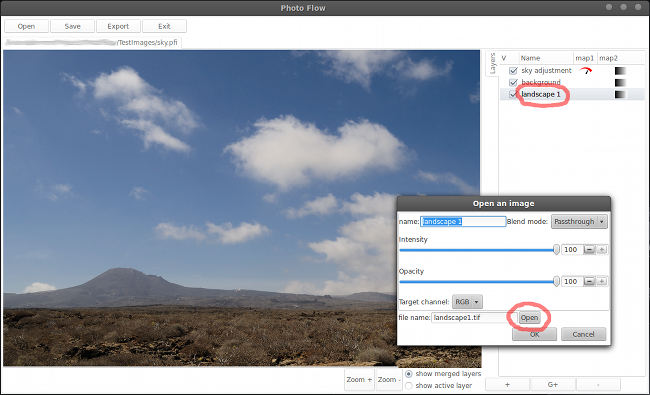 Photo Flow
Open Save Export Exit
/TestImages/sky.pfi
Layers
V Name map1 map2
sky adjustment
background
landscape 1
Open an image
name: landscape 1 Blend mode: Passthrough
Intensity
100
Opacity
100
Target channel: RGB
file name: landscape1.tif Open
OK Cancel
Zoom + Zoom - show merged layers
show active layer
+ G+ -